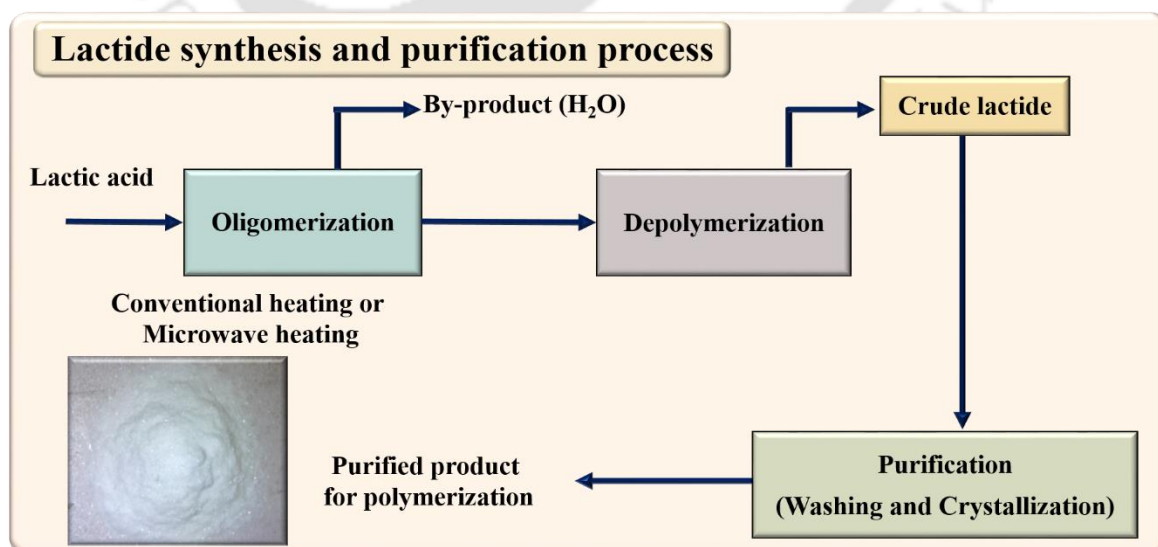 Lactide synthesis and purification process
By-product (H₂O)
Crude lactide
Lactic acid
Oligomerization
Depolymerization
Conventional heating or
Microwave heating
Purification
(Washing and Crystallization)
Purified product
for polymerization